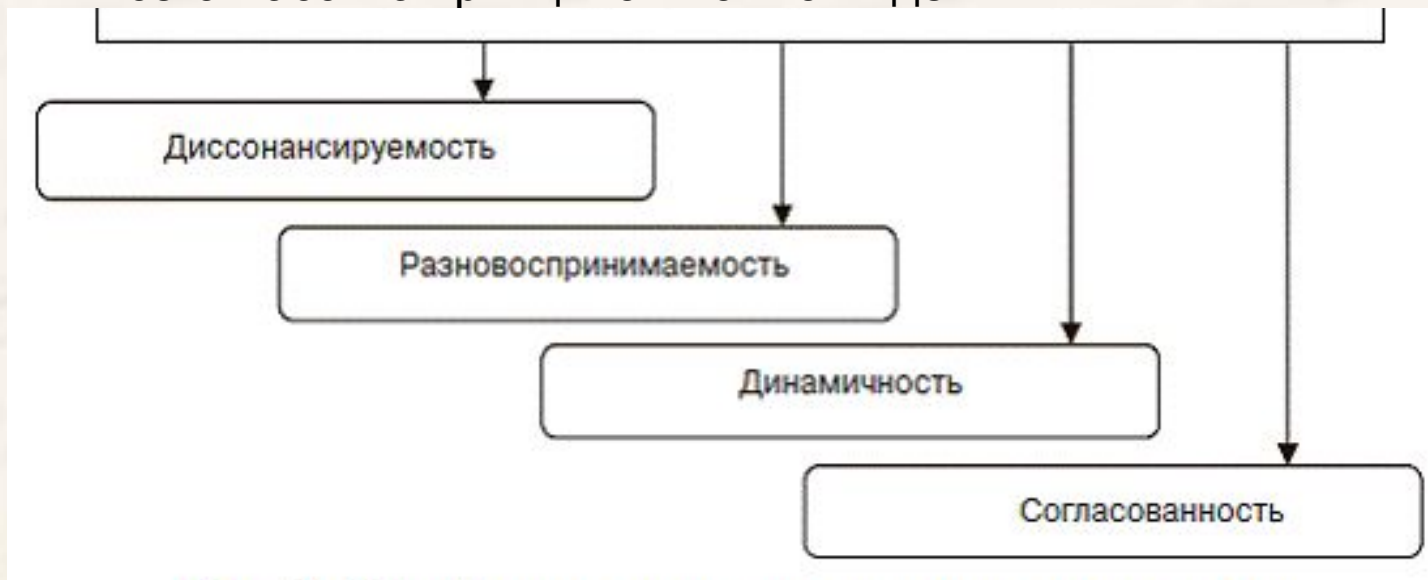 Диссонансируемость
Разновоспринимаемость
Динамичность
Согласованность